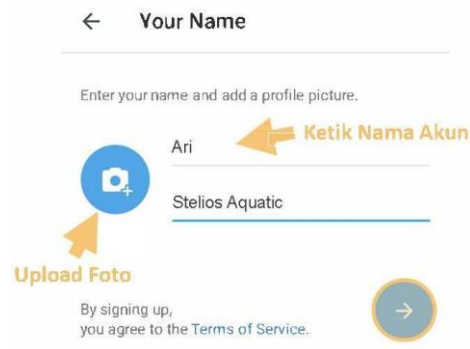 Your Name
Enter your name and add a profile picture.
Ari
Ketik Nama Akun
Stelios Aquatic
Upload Foto
By signing up,
you agree to the Terms of Service.